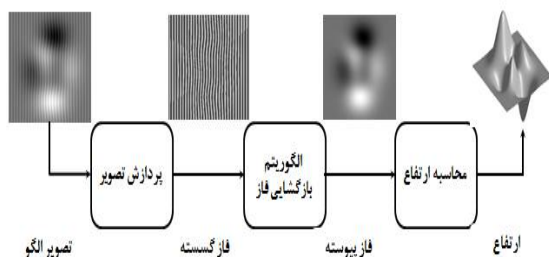 پردازش تصویر
الگوریتم
بازگشایی فاز
محاسبه ارتفاع
تصویر الگو
فاز گسسته
فاز پیوسته
ارتفاع